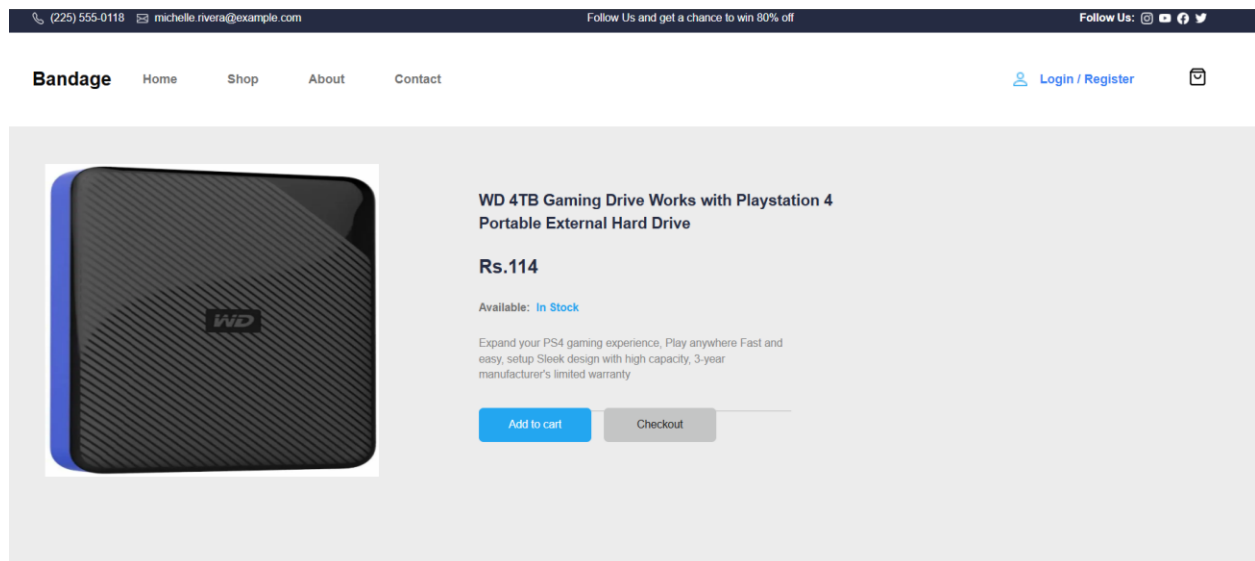 (225) 555-0118 michelle.rivera@example.com Follow Us and get a chance to win 80% off Follow Us:
Bandage Home Shop About Contact Login / Register
WD 4TB Gaming Drive Works with Playstation 4
Portable External Hard Drive
Rs.114
Available: In Stock
WD
Expand your PS4 gaming experience, Play anywhere Fast and
easy, setup Sleek design with high capacity, 3-year
manufacturer's limited warranty
Add to cart Checkout